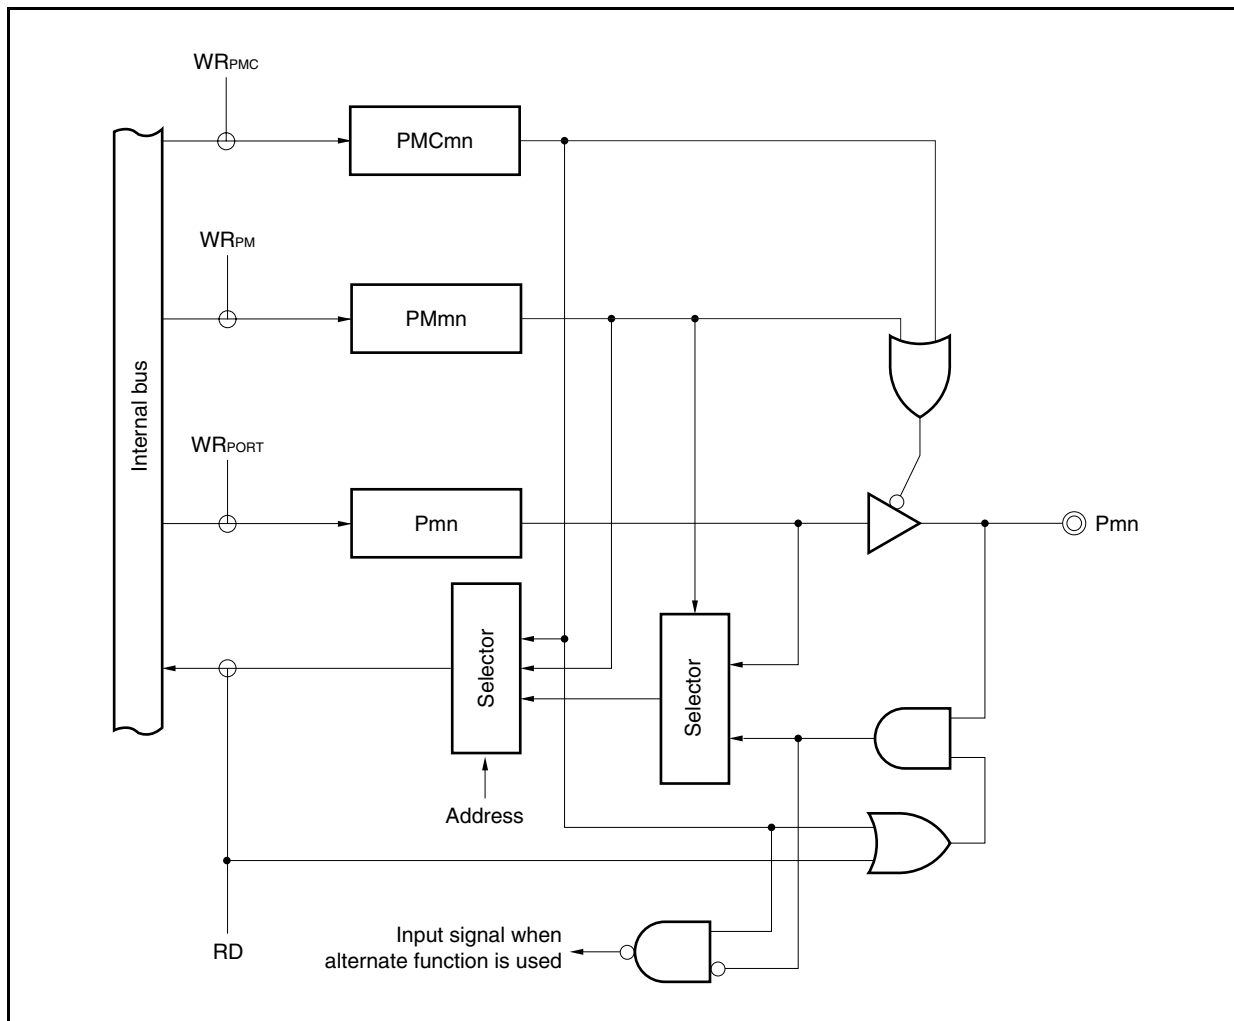 WRPMC
PMCmn
WRPM
PMmn
Internal bus
WRPORT
Pmn
Pmn
Selector
Selector
Address
Input signal when
alternate function is used
RD